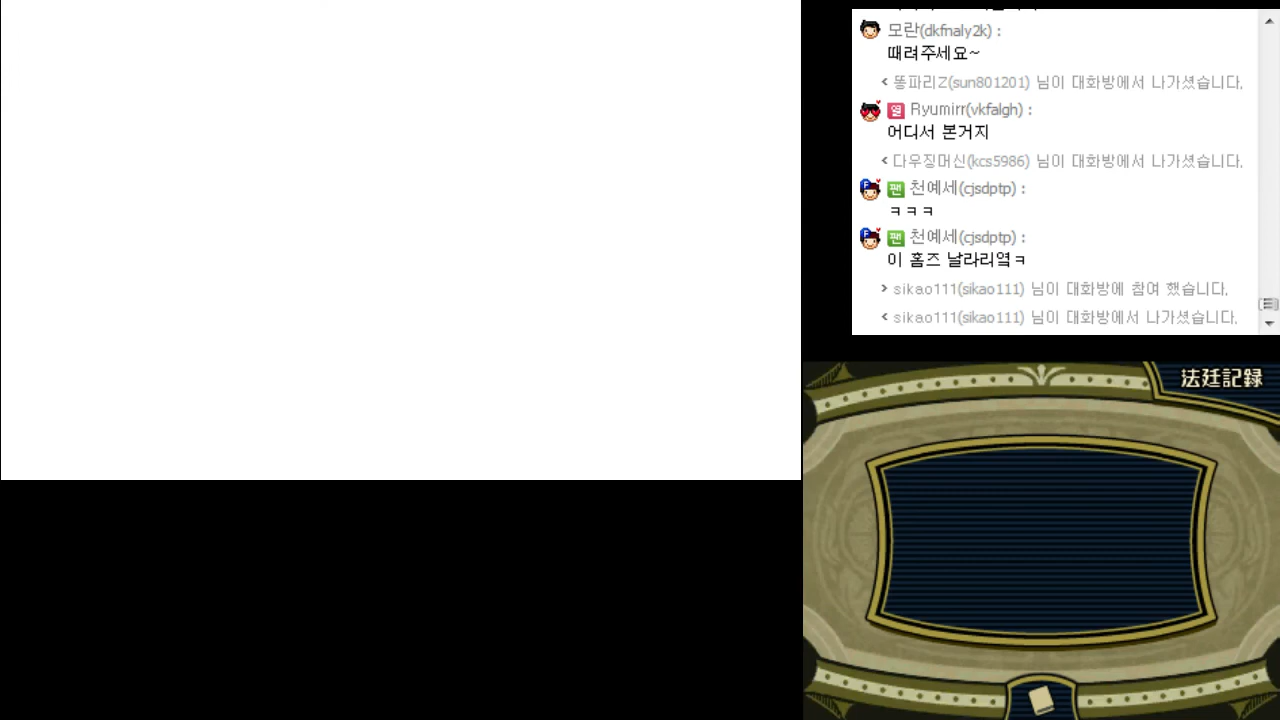 모란(dkfnaly2k) :
때려주세요~
< 똥파리Z(sun801201) 님이 대화방에서 나가셨습니다.
열 Ryumirr(vkfalgh) :
어디서 본거지
< 다우징머신(kcs5986) 님이 대화방에서 나가셨습니다.
팬 천예세(cjsdptp) :
ㅋㅋㅋ
팬 천예세(cjsdptp) :
이 홈즈 날라리역ㅋ
> sikao111(sikao111) 님이 대화방에 참여 했습니다.
< sikao111(sikao111) 님이 대화방에서 나가셨습니다.
法廷記録